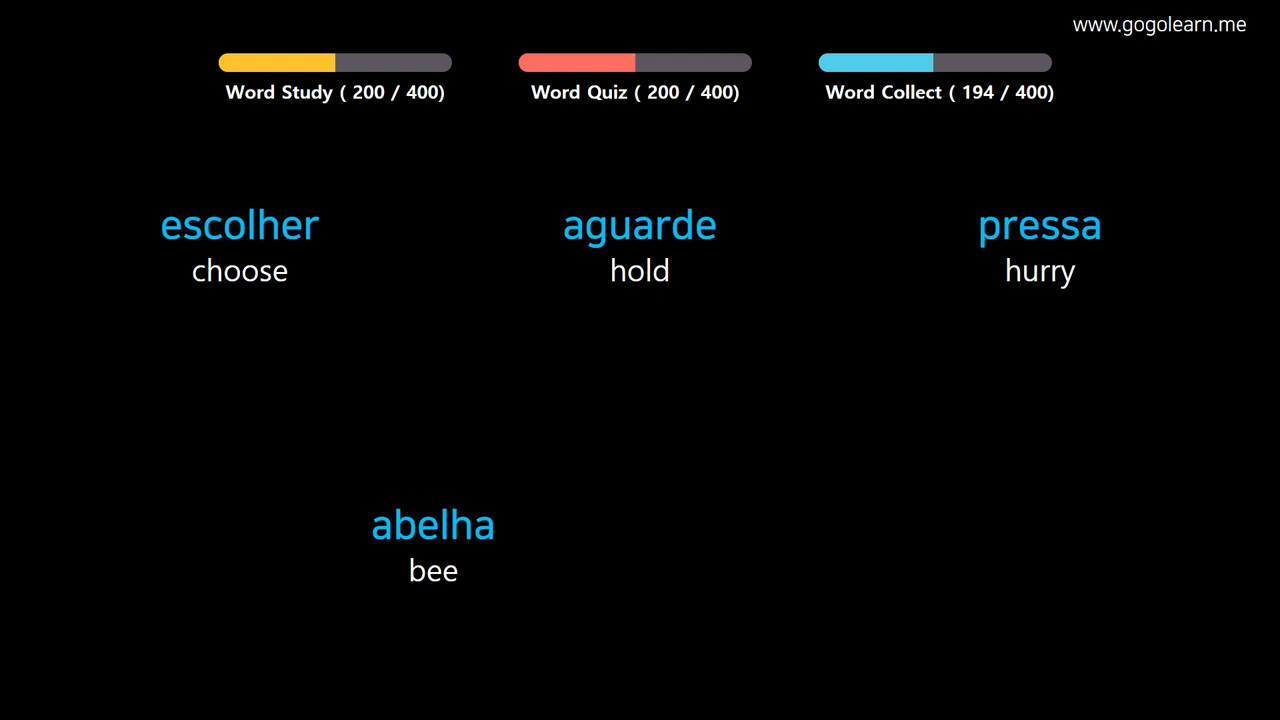 www.gogolearn.me
Word Study ( 200 / 400)
Word Quiz ( 200 / 400)
Word Collect ( 194 / 400)
escolher
choose
aguarde
hold
pressa
hurry
abelha
bee